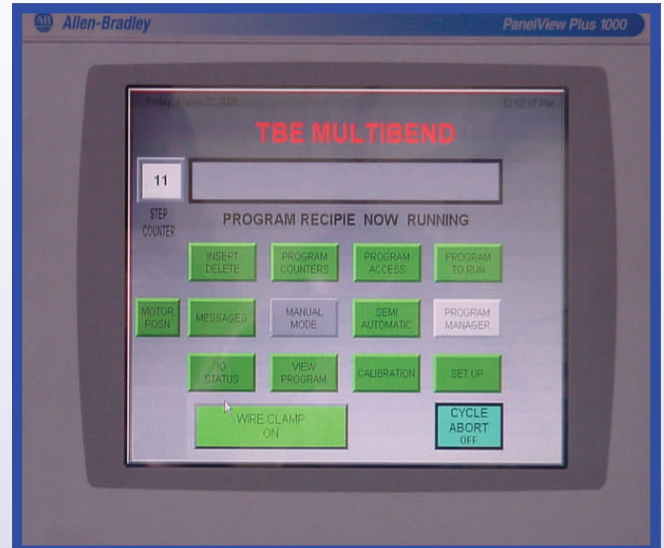 Allen-Bradley
PanelView Plus 1000
TBE MULTIBEND
11
STEP
COUNTER
PROGRAM RECIPIE NOW RUNNING
INSERT
DELETE
PROGRAM
COUNTERS
PROGRAM
ACCESS
PROGRAM
TO RUN
MOTOR
POSN
MESSAGES
MANUAL
MODE
SEMI
AUTOMATIC
PROGRAM
MANAGER
IO
STATUS
VIEW
PROGRAM
CALIBRATION
SET UP
WIRE CLAMP
ON
CYCLE
ABORT
OFF